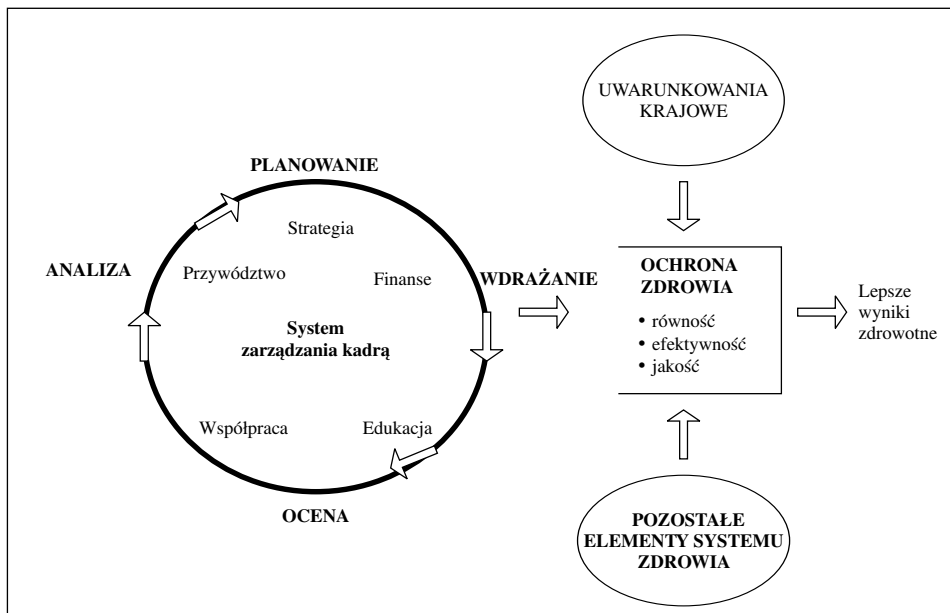 UWARUNKOWANIA
KRAJOWE
PLANOWANIE
Strategia
ANALIZA
Przywództwo
Finanse
WDRAŻANIE
System
zarządzania kadrą
Współpraca
Edukacja
OCENA
OCHRONA
ZDROWIA
• równość
• efektywność
• jakość
Lepsze
wyniki
zdrowotne
POZOSTAŁE
ELEMENTY SYSTEMU
ZDROWIA